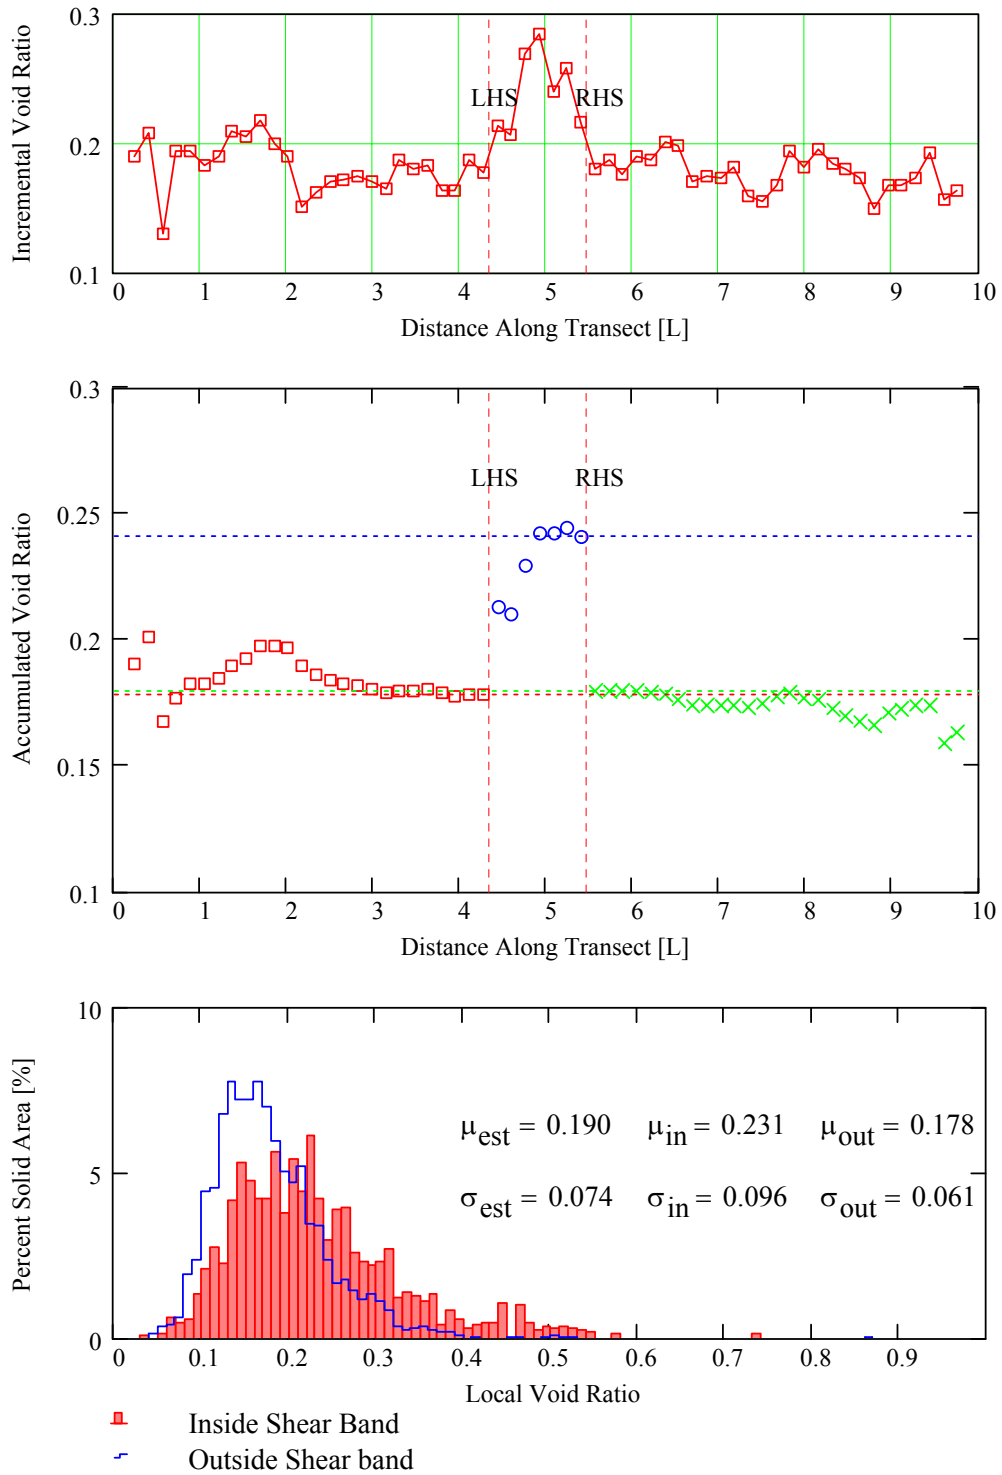 Incremental Void Ratio
0.3
0.2
0.1
LHS
RHS
0 1 2 3 4 5 6 7 8 9 10
Distance Along Transect [L]
Accumulated Void Ratio
0.3
0.25
0.2
0.15
0.1
LHS
RHS
0 1 2 3 4 5 6 7 8 9 10
Distance Along Transect [L]
Percent Solid Area [%]
10
5
0
μest = 0.190 μin = 0.231 μout = 0.178
σest = 0.074 σin = 0.096 σout = 0.061
0 0.1 0.2 0.3 0.4 0.5 0.6 0.7 0.8 0.9
Local Void Ratio
Inside Shear Band
Outside Shear band